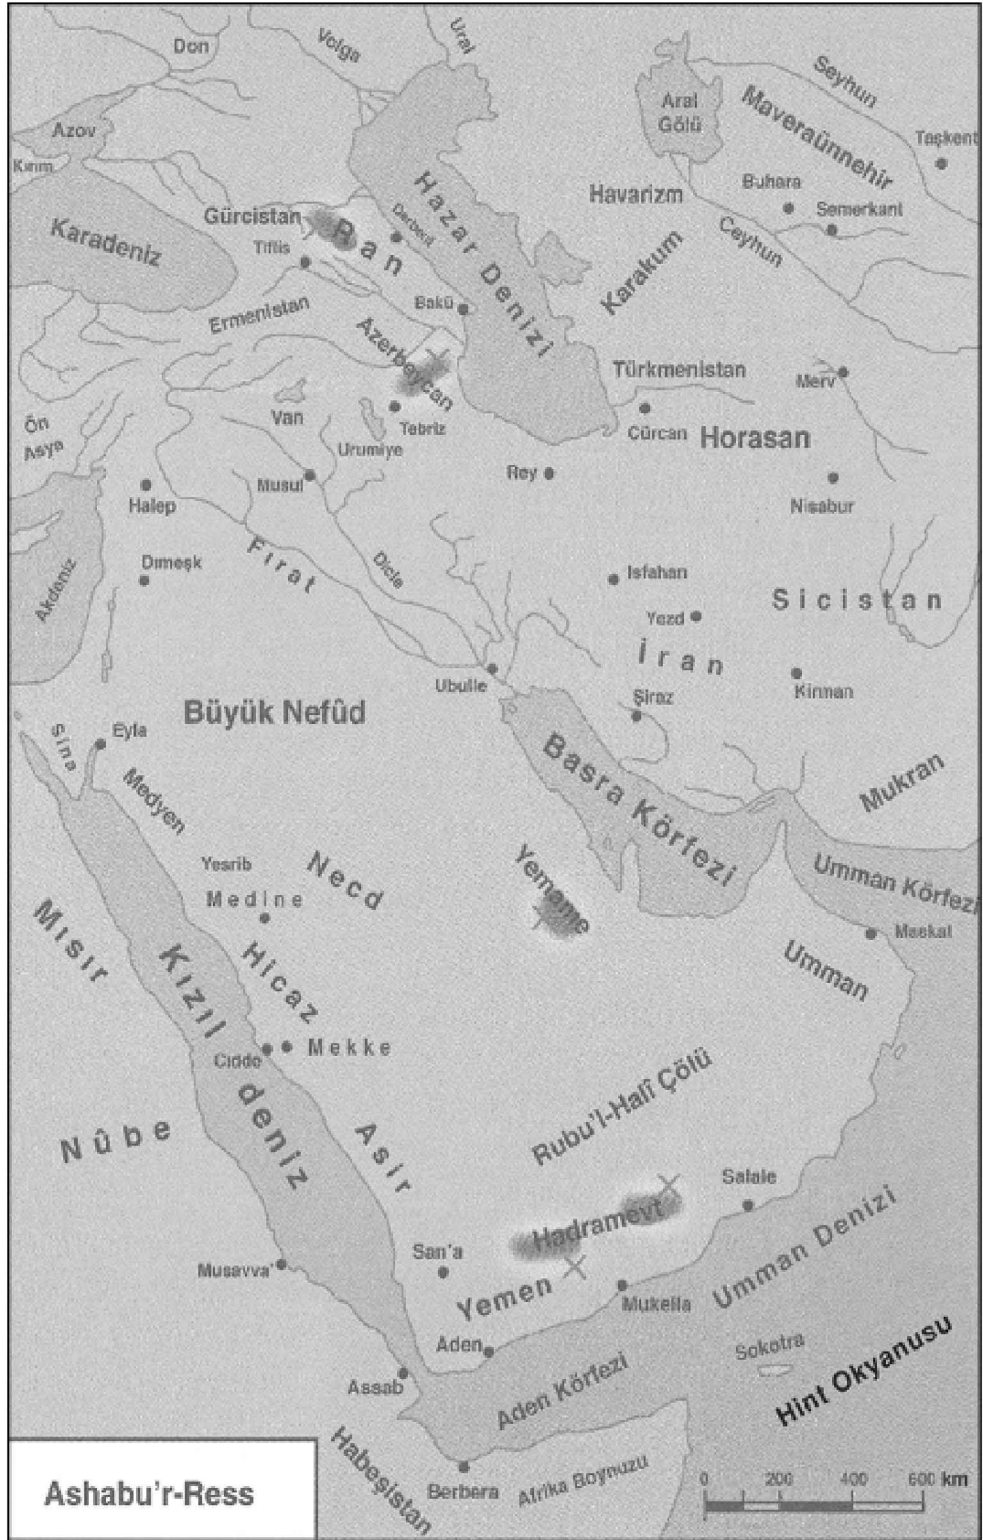 Don
Volga
Ural
Seyhun
Aral
Gölü
Maveraünnehir
Taşkent
Azov
Kırım
Buhara
Semerkant
Havarizm
Ceyhun
Hazar Denizi
Karadeniz
Gürcistan
Ran
Tiflis
Karakum
Bakü
Ermenistan
Azerbeycan
Türkmenistan
Merv
Van
Tebriz
Urumiye
Cürcan
Horasan
Ön
Asya
Rey
Musul
Halep
Nisabur
Fırat
Dicle
Dımeşk
Akdeniz
Isfahan
Sicistan
Yezd
İran
Ubulle
Kirman
Şiraz
Büyük Nefûd
Sina
Eyla
Basra Körfezi
Mukran
Medyen
Yesrib
Medine
Necd
Yemame
Umman Körfezi
Maskat
Mısır
Kızıl
deniz
Hicaz
Umman
Cidde
Mekke
Rubu'l-Halî Çölü
Nûbe
Asir
Salale
Hadramevt
San'a
Musavva'
Yemen
Mukella
Umman Denizi
Aden
Sokotra
Hint Okyanusu
Assab
Aden Körfezi
Habeşistan
Berbera
Afrika Boynuzu
0 200 400 600 km
Ashabu'r-Ress